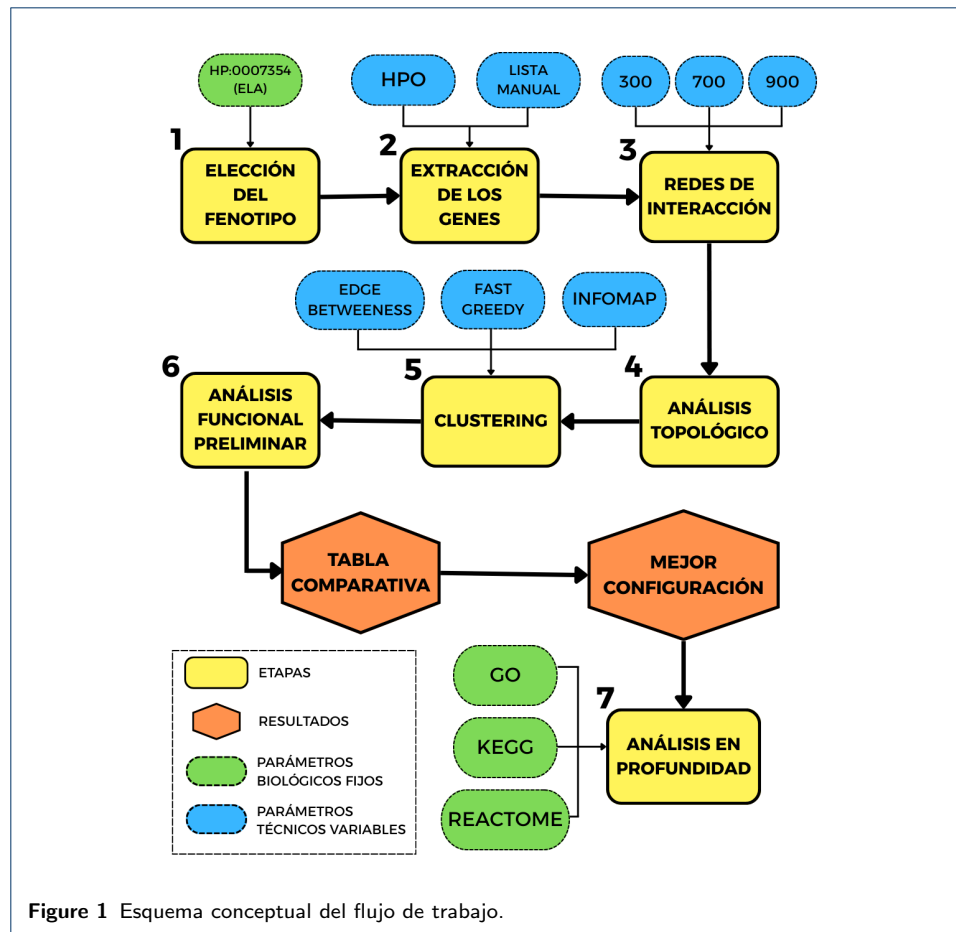 HP:0007354
(ELA)
HPO
LISTA
MANUAL
300
700
900
1
ELECCIÓN
DEL
FENOTIPO
2
EXTRACCIÓN
DE LOS
GENES
3
REDES DE
INTERACCIÓN
EDGE
BETWEENESS
FAST
GREEDY
INFOMAP
6
ANÁLISIS
FUNCIONAL
PRELIMINAR
5
CLUSTERING
4
ANÁLISIS
TOPOLÓGICO
TABLA
COMPARATIVA
MEJOR
CONFIGURACIÓN
ETAPAS
RESULTADOS
PARÁMETROS
BIOLÓGICOS FIJOS
PARÁMETROS
TÉCNICOS VARIABLES
GO
KEGG
REACTOME
7
ANÁLISIS EN
PROFUNDIDAD
Figure 1 Esquema conceptual del flujo de trabajo.